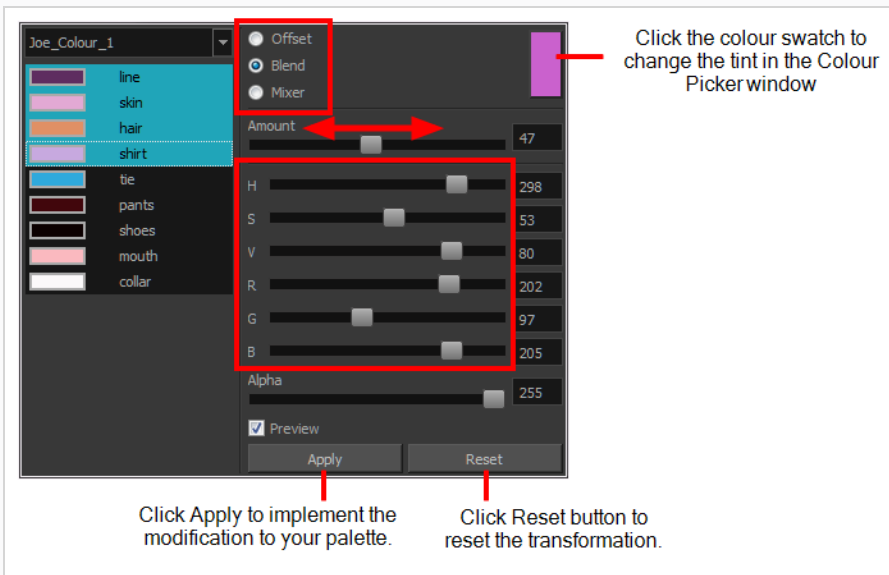 Joe_Colour_1
line
skin
hair
shirt
tie
pants
shoes
mouth
collar
Offset
Blend
Mixer
Amount
47
H
298
S
53
V
80
R
202
G
97
B
205
Alpha
255
Preview
Apply
Reset
Click the colour swatch to
change the tint in the Colour
Picker window
Click Apply to implement the
modification to your palette.
Click Reset button to
reset the transformation.